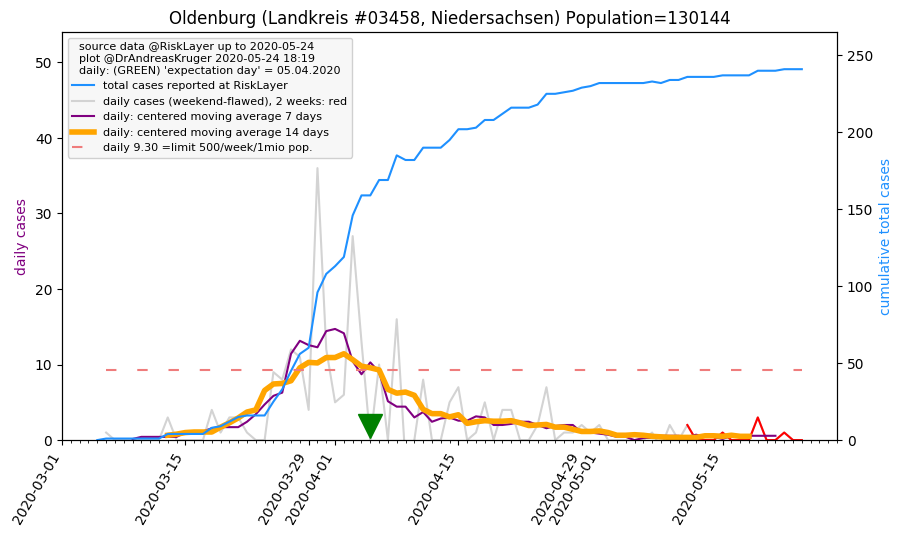 Oldenburg (Landkreis #03458, Niedersachsen) Population=130144
source data @RiskLayer up to 2020-05-24
plot @DrAndreasKruger 2020-05-24 18:19
daily: (GREEN) 'expectation day' = 05.04.2020
total cases reported at RiskLayer
daily cases (weekend-flawed), 2 weeks: red
daily: centered moving average 7 days
daily: centered moving average 14 days
daily 9.30 =limit 500/week/1mio pop.
daily cases
50
40
30
20
10
0
250
200
150
100
50
0
cumulative total cases
2020-03-01
2020-03-15
2020-03-29
2020-04-01
2020-04-15
2020-04-29
2020-05-01
2020-05-15